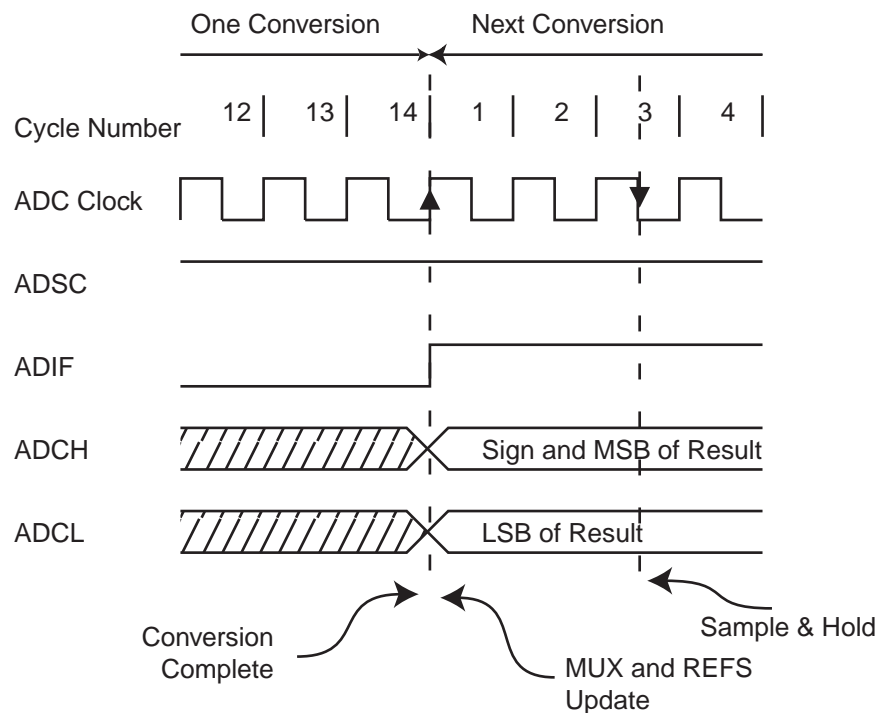 One Conversion Next Conversion
Cycle Number 12 13 14 1 2 3 4
ADC Clock
ADSC
ADIF
ADCH Sign and MSB of Result
ADCL LSB of Result
Conversion
Complete
MUX and REFS
Update
Sample & Hold